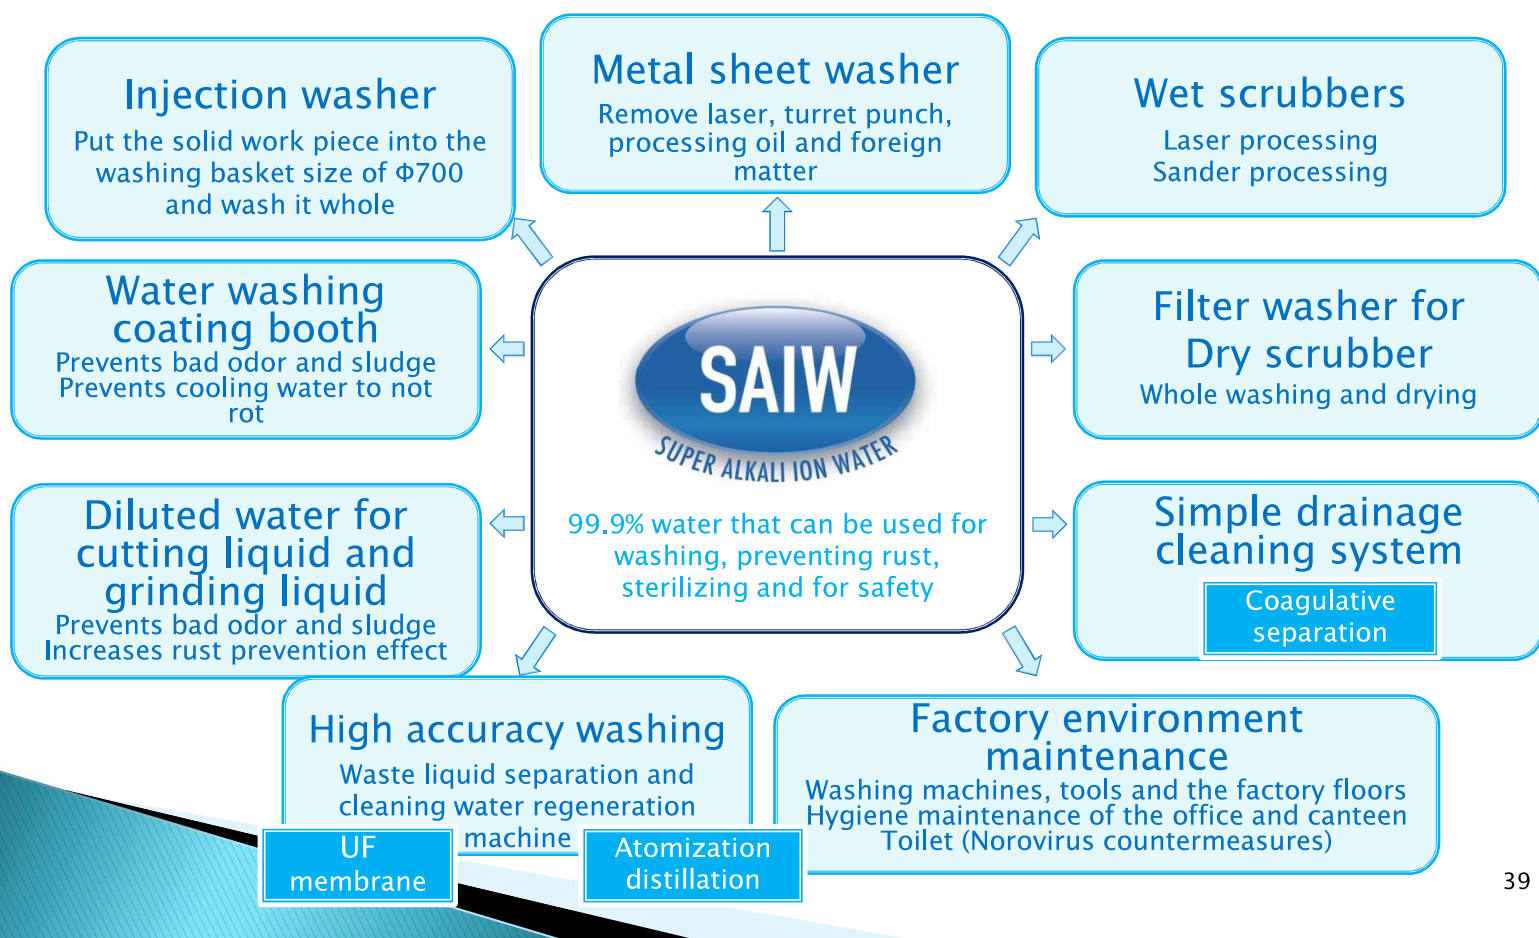 Injection washer
Put the solid work piece into the
washing basket size of Φ700
and wash it whole
Metal sheet washer
Remove laser, turret punch,
processing oil and foreign
matter
Wet scrubbers
Laser processing
Sander processing
Water washing
coating booth
Prevents bad odor and sludge
Prevents cooling water to not
rot
SAIW
SUPER ALKALI ION WATER
99.9% water that can be used for
washing, preventing rust,
sterilizing and for safety
Filter washer for
Dry scrubber
Whole washing and drying
Diluted water for
cutting liquid and
grinding liquid
Prevents bad odor and sludge
Increases rust prevention effect
Simple drainage
cleaning system
Coagulative
separation
High accuracy washing
Waste liquid separation and
cleaning water regeneration
machine
UF
membrane
Atomization
distillation
Factory environment
maintenance
Washing machines, tools and the factory floors
Hygiene maintenance of the office and canteen
Toilet (Norovirus countermeasures)
39